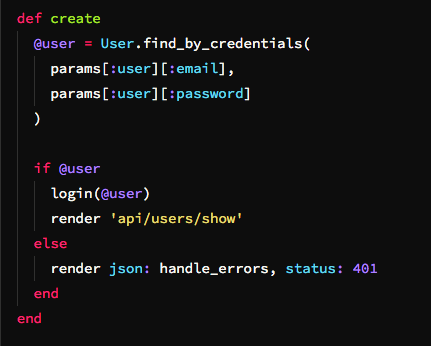 def create
  @user = User.find_by_credentials(
    params[:user][:email],
    params[:user][:password]
  )

  if @user
    login(@user)
    render 'api/users/show'
  else
    render json: handle_errors, status: 401
  end
end